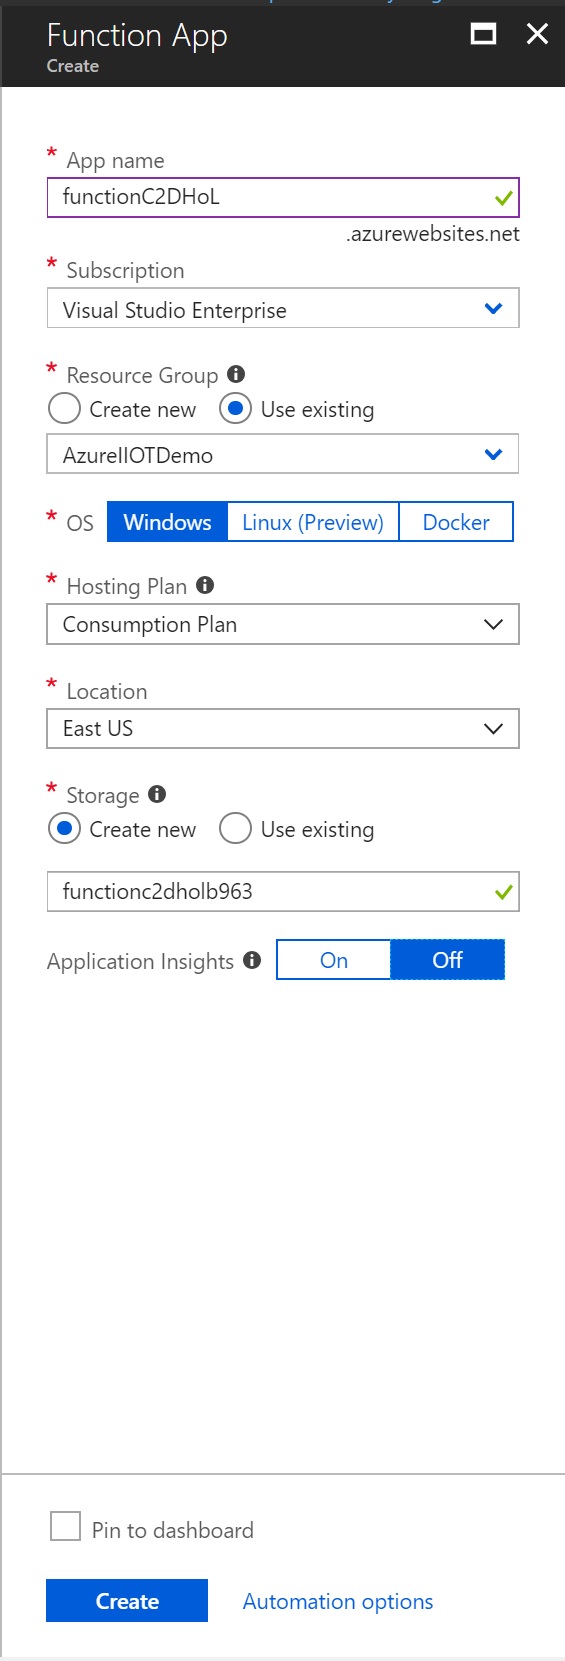 Function App
Create
* App name
functionC2DHoL
.azurewebsites.net
* Subscription
Visual Studio Enterprise
* Resource Group
Create new Use existing
AzureIIOTDemo
* OS Windows Linux (Preview) Docker
* Hosting Plan
Consumption Plan
* Location
East US
* Storage
Create new Use existing
functionc2dholb963
Application Insights On Off
Pin to dashboard
Create Automation options